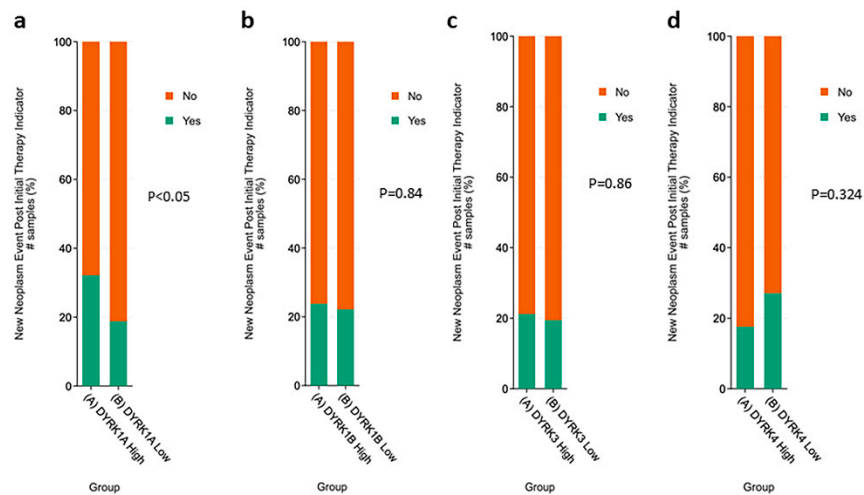 a
New Neoplasm Event Post Initial Therapy Indicator
# samples (%)
100
80
60
40
20
0
No
Yes
P<0.05
(A) DYRK1A High
(B) DYRK1A Low
Group
b
New Neoplasm Event Post Initial Therapy Indicator
# samples (%)
100
80
60
40
20
0
No
Yes
P=0.84
(A) DYRK1B High
(B) DYRK1B Low
Group
c
New Neoplasm Event Post Initial Therapy Indicator
# samples (%)
100
80
60
40
20
0
No
Yes
P=0.86
(A) DYRK3 High
(B) DYRK3 Low
Group
d
New Neoplasm Event Post Initial Therapy Indicator
# samples (%)
100
80
60
40
20
0
No
Yes
P=0.324
(A) DYRK4 High
(B) DYRK4 Low
Group